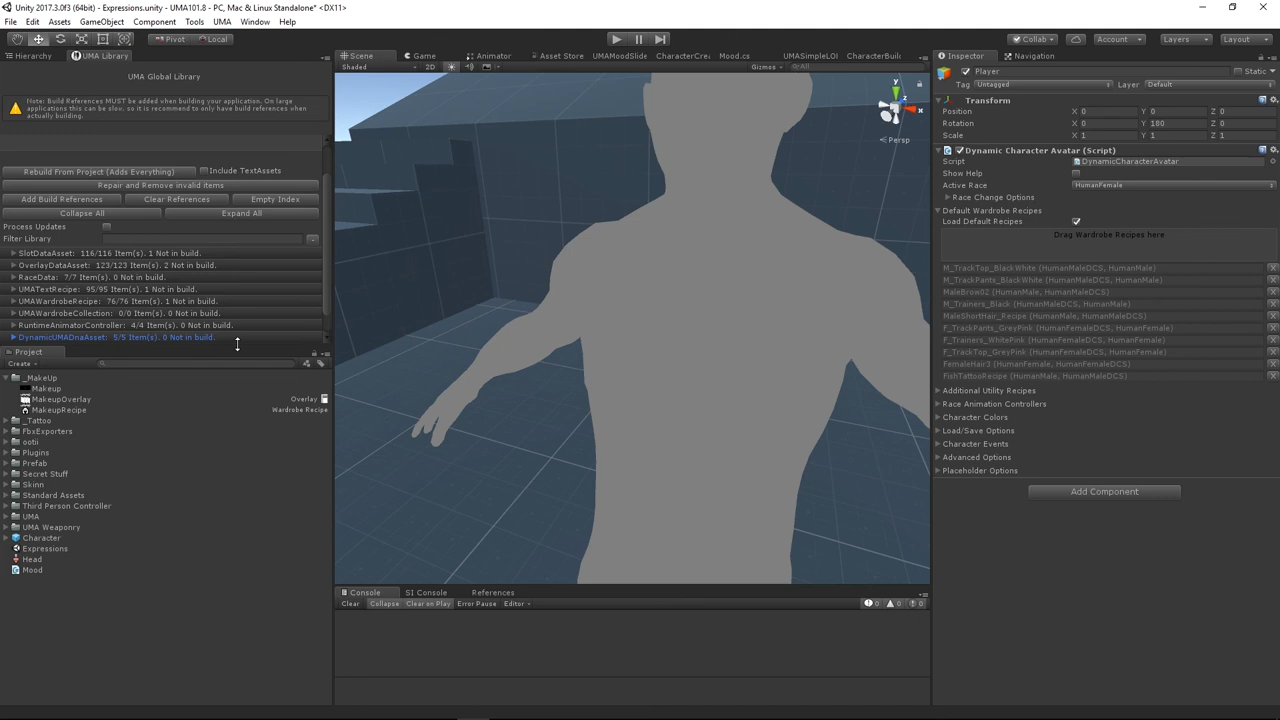 Unity 2017.3.0f3 (64bit) - Expressions.unity - UMA101.8 - PC, Mac & Linux Standalone* <DX11>
File Edit Assets GameObject Component Tools UMA Window Help
Pivot Local Collab Account Layers Layout
Hierarchy UMA Library
UMA Global Library
Note: Build References MUST be added when building your application. On large
applications this can be slow, so it is recommend to only have build references when
actually building.
Rebuild From Project (Adds Everything) Include TextAssets
Repair and Remove invalid items
Add Build References Clear References Empty Index
Collapse All Expand All
Process Updates
Filter Library
SlotDataAsset: 116/116 Item(s). 1 Not in build.
OverlayDataAsset: 123/123 Item(s). 2 Not in build.
RaceData: 7/7 Item(s). 0 Not in build.
UMATextRecipe: 95/95 Item(s). 1 Not in build.
UMAWardrobeRecipe: 76/76 Item(s). 1 Not in build.
UMAWardrobeCollection: 0/0 Item(s). 0 Not in build.
RuntimeAnimatorController: 4/4 Item(s). 0 Not in build.
DynamicUMADnaAsset: 5/5 Item(s). 0 Not in build.
Project
Create
_MakeUp
Makeup
MakeupOverlay Overlay
MakeupRecipe Wardrobe Recipe
_Tattoo
FbxExporters
ootii
Plugins
Prefab
Secret Stuff
Skinn
Standard Assets
Third Person Controller
UMA
UMA Weaponry
Character
Expressions
Head
Mood
Scene Game Animator Asset Store UMAMoodSlide CharacterCrea Mood.cs UMASimpleLOI CharacterBuil
Shaded 2D Gizmos All
y
x
Persp
Console SI Console References
Clear Collapse Clear on Play Error Pause Editor 0 0 0
Inspector Navigation
Player Static
Tag Untagged Layer Default
Transform
Position X 0 Y 0 Z 0
Rotation X 0 Y 180 Z 0
Scale X 1 Y 1 Z 1
Dynamic Character Avatar (Script)
Script DynamicCharacterAvatar
Show Help
Active Race HumanFemale
Race Change Options
Default Wardrobe Recipes
Load Default Recipes
Drag Wardrobe Recipes here
M_TrackTop_BlackWhite (HumanMaleDCS, HumanMale) X
M_TrackPants_BlackWhite (HumanMaleDCS, HumanMale) X
MaleBrow02 (HumanMale, HumanMaleDCS) X
M_Trainers_Black (HumanMale, HumanMaleDCS) X
MaleShortHair_Recipe (HumanMale, HumanMaleDCS) X
F_TrackPants_GreyPink (HumanFemale, HumanFemaleDCS) X
F_Trainers_WhitePink (HumanFemale, HumanFemaleDCS) X
F_TrackTop_GreyPink (HumanFemale, HumanFemaleDCS) X
FemaleHair3 (HumanFemale, HumanFemaleDCS) X
FishTattooRecipe (HumanMale, HumanMaleDCS) X
Additional Utility Recipes
Race Animation Controllers
Character Colors
Load/Save Options
Character Events
Advanced Options
Placeholder Options
Add Component